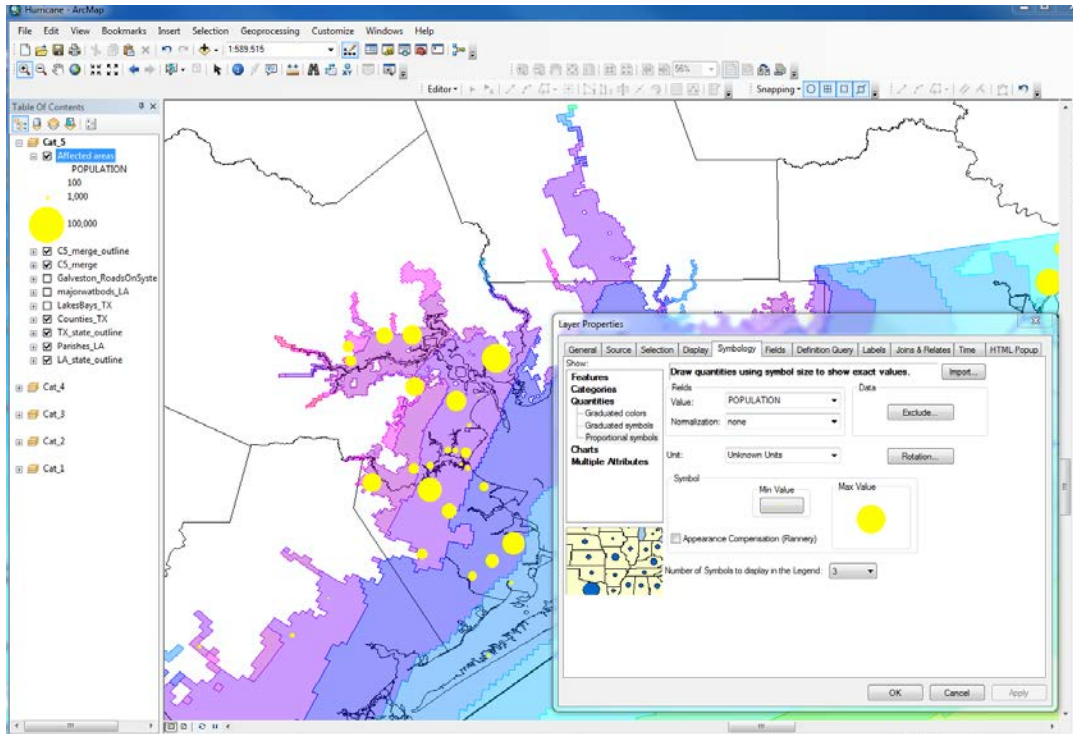 Hurricane - ArcMap
File Edit View Bookmarks Insert Selection Geoprocessing Customize Windows Help
1:589,515
56%
Editor
Snapping
Table Of Contents
Cat_5
Affected areas
POPULATION
100
1,000
100,000
C5_merge_outline
C5_merge
Galveston_RoadsOnSyste
majorwatbods_LA
LakesBays_TX
Counties_TX
TX_state_outline
Parishes_LA
LA_state_outline
Cat_4
Cat_3
Cat_2
Cat_1
Layer Properties
General Source Selection Display Symbology Fields Definition Query Labels Joins & Relates Time HTML Popup
Show:
Features
Categories
Quantities
Graduated colors
Graduated symbols
Proportional symbols
Charts
Multiple Attributes
Draw quantities using symbol size to show exact values.
Import...
Fields
Value: POPULATION
Normalization: none
Data
Exclude...
Unit: Unknown Units
Rotation...
Symbol
Min Value
Max Value
Appearance Compensation (Flannery)
Number of Symbols to display in the Legend: 3
OK Cancel Apply